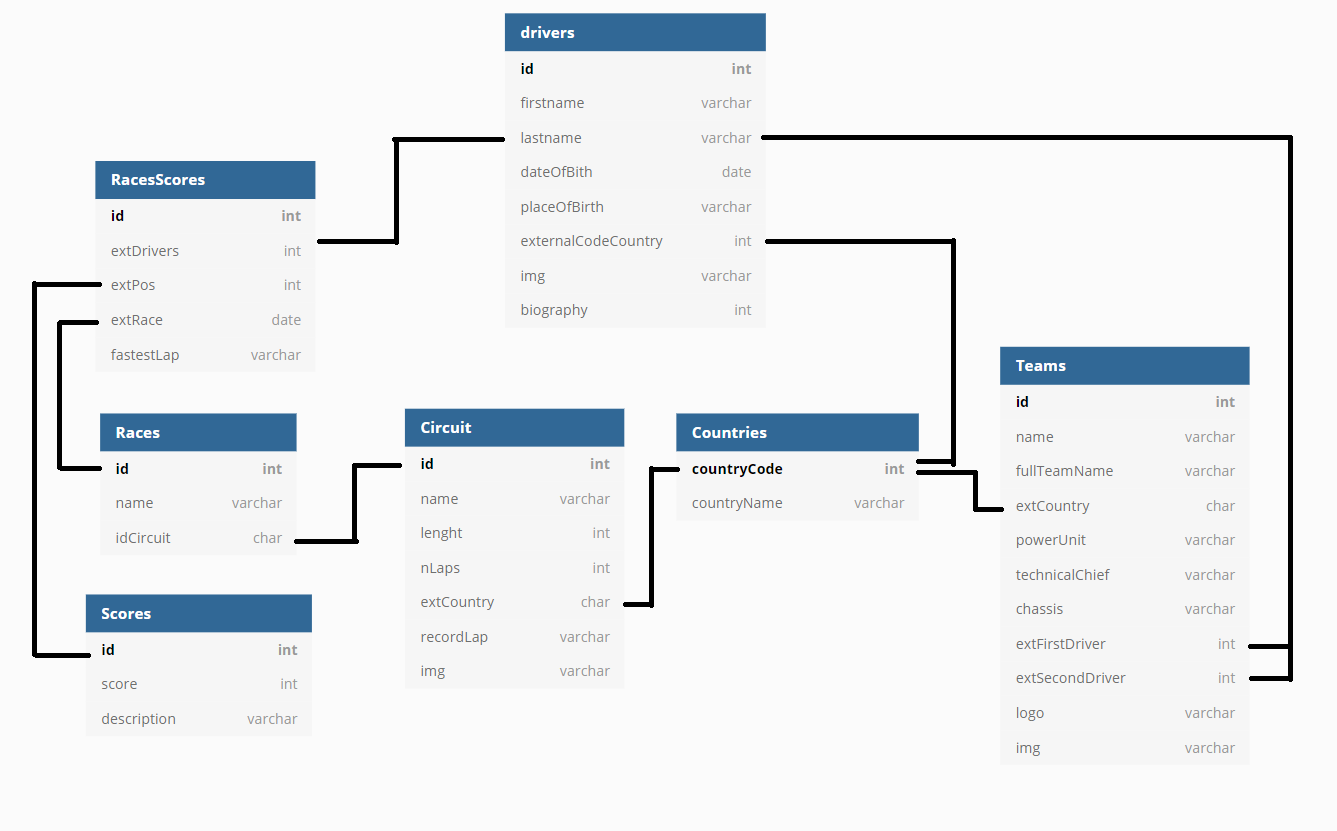 drivers
id int
firstname varchar
lastname varchar
dateOfBith date
placeOfBirth varchar
externalCodeCountry int
img varchar
biography int
RacesScores
id int
extDrivers int
extPos int
extRace date
fastestLap varchar
Races
id int
name varchar
idCircuit char
Scores
id int
score int
description varchar
Circuit
id int
name varchar
lenght int
nLaps int
extCountry char
recordLap varchar
img varchar
Countries
countryCode int
countryName varchar
Teams
id int
name varchar
fullTeamName varchar
extCountry char
powerUnit varchar
technicalChief varchar
chassis varchar
extFirstDriver int
extSecondDriver int
logo varchar
img varchar